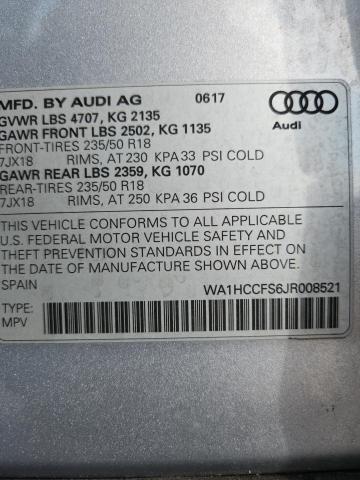 MFD. BY AUDI AG 0617
GVWR LBS 4707, KG 2135
GAWR FRONT LBS 2502, KG 1135
FRONT-TIRES 235/50 R18
7JX18 RIMS, AT 230 KPA 33 PSI COLD
GAWR REAR LBS 2359, KG 1070
REAR-TIRES 235/50 R18
7JX18 RIMS, AT 250 KPA 36 PSI COLD
Audi
THIS VEHICLE CONFORMS TO ALL APPLICABLE
U.S. FEDERAL MOTOR VEHICLE SAFETY AND
THEFT PREVENTION STANDARDS IN EFFECT ON
THE DATE OF MANUFACTURE SHOWN ABOVE.
SPAIN WA1HCCFS6JR008521
TYPE:
MPV